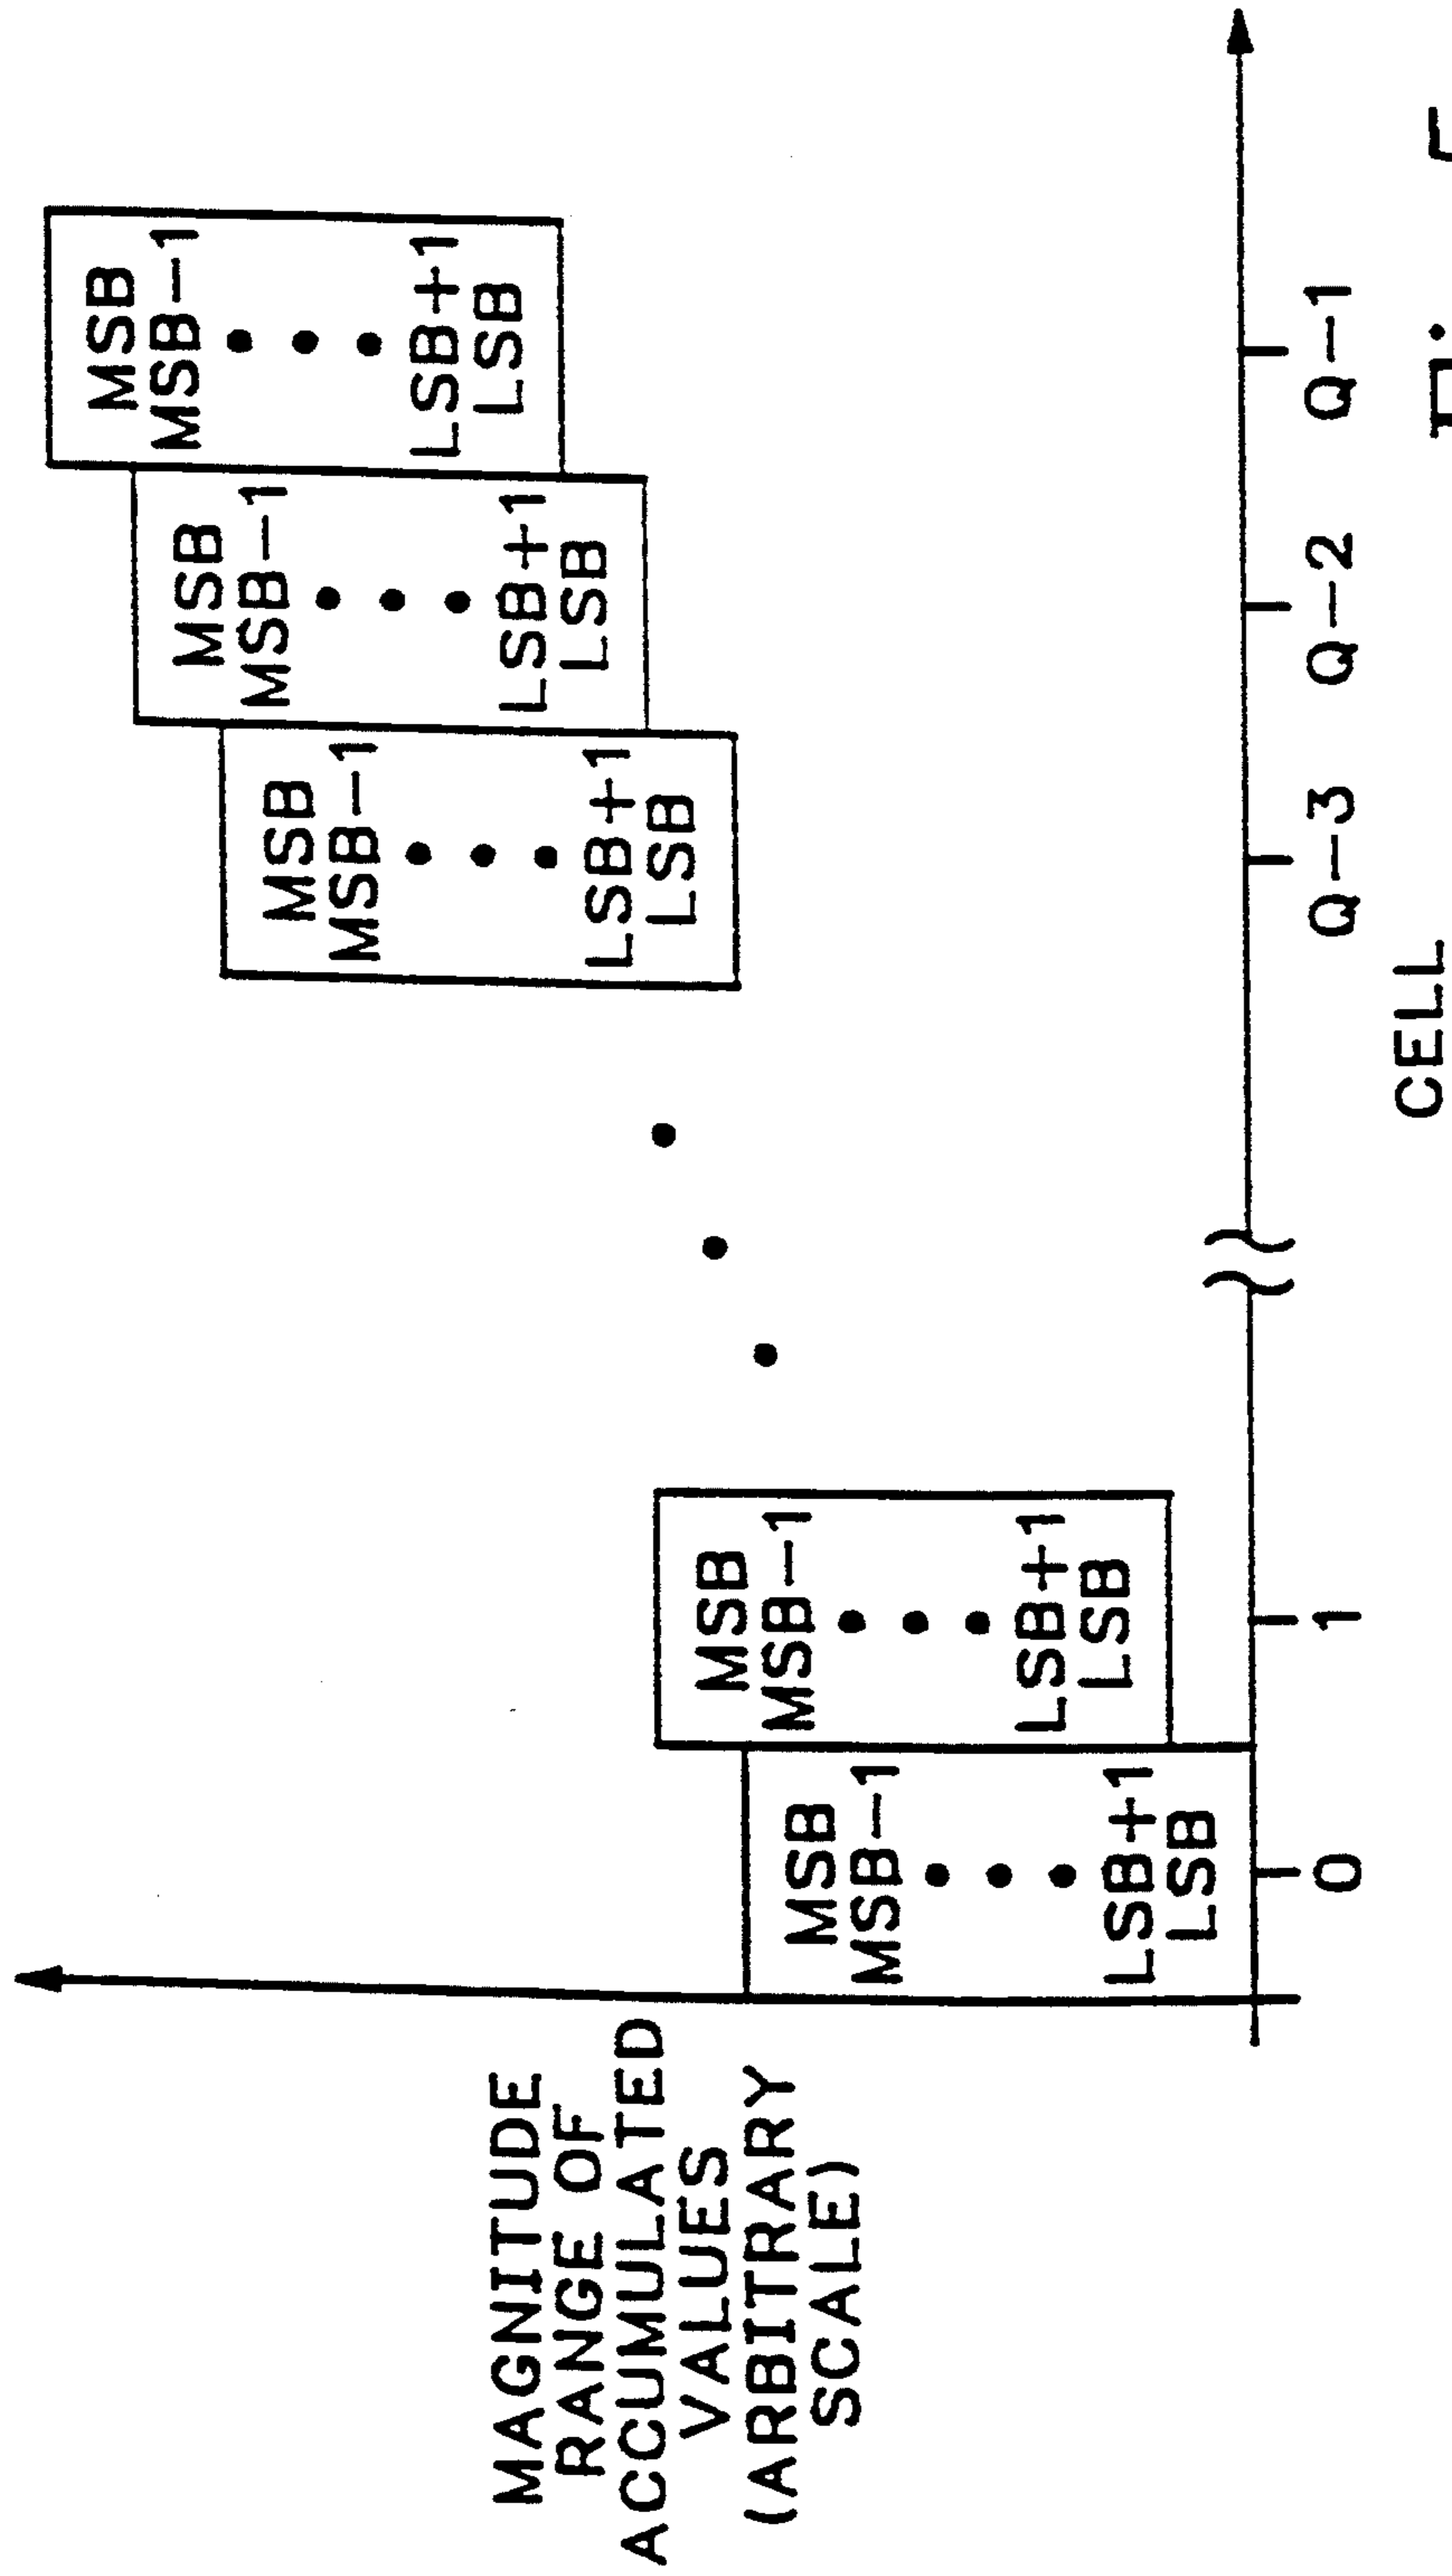 MAGNITUDE
RANGE OF
ACCUMULATED
VALUES
(ARBITRARY
SCALE)
MSB
MSB−1
LSB+1
LSB
MSB
MSB−1
LSB+1
LSB
MSB
MSB−1
LSB+1
LSB
MSB
MSB−1
LSB+1
LSB
MSB
MSB−1
LSB+1
LSB
0
1
Q−3
Q−2
Q−1
CELL